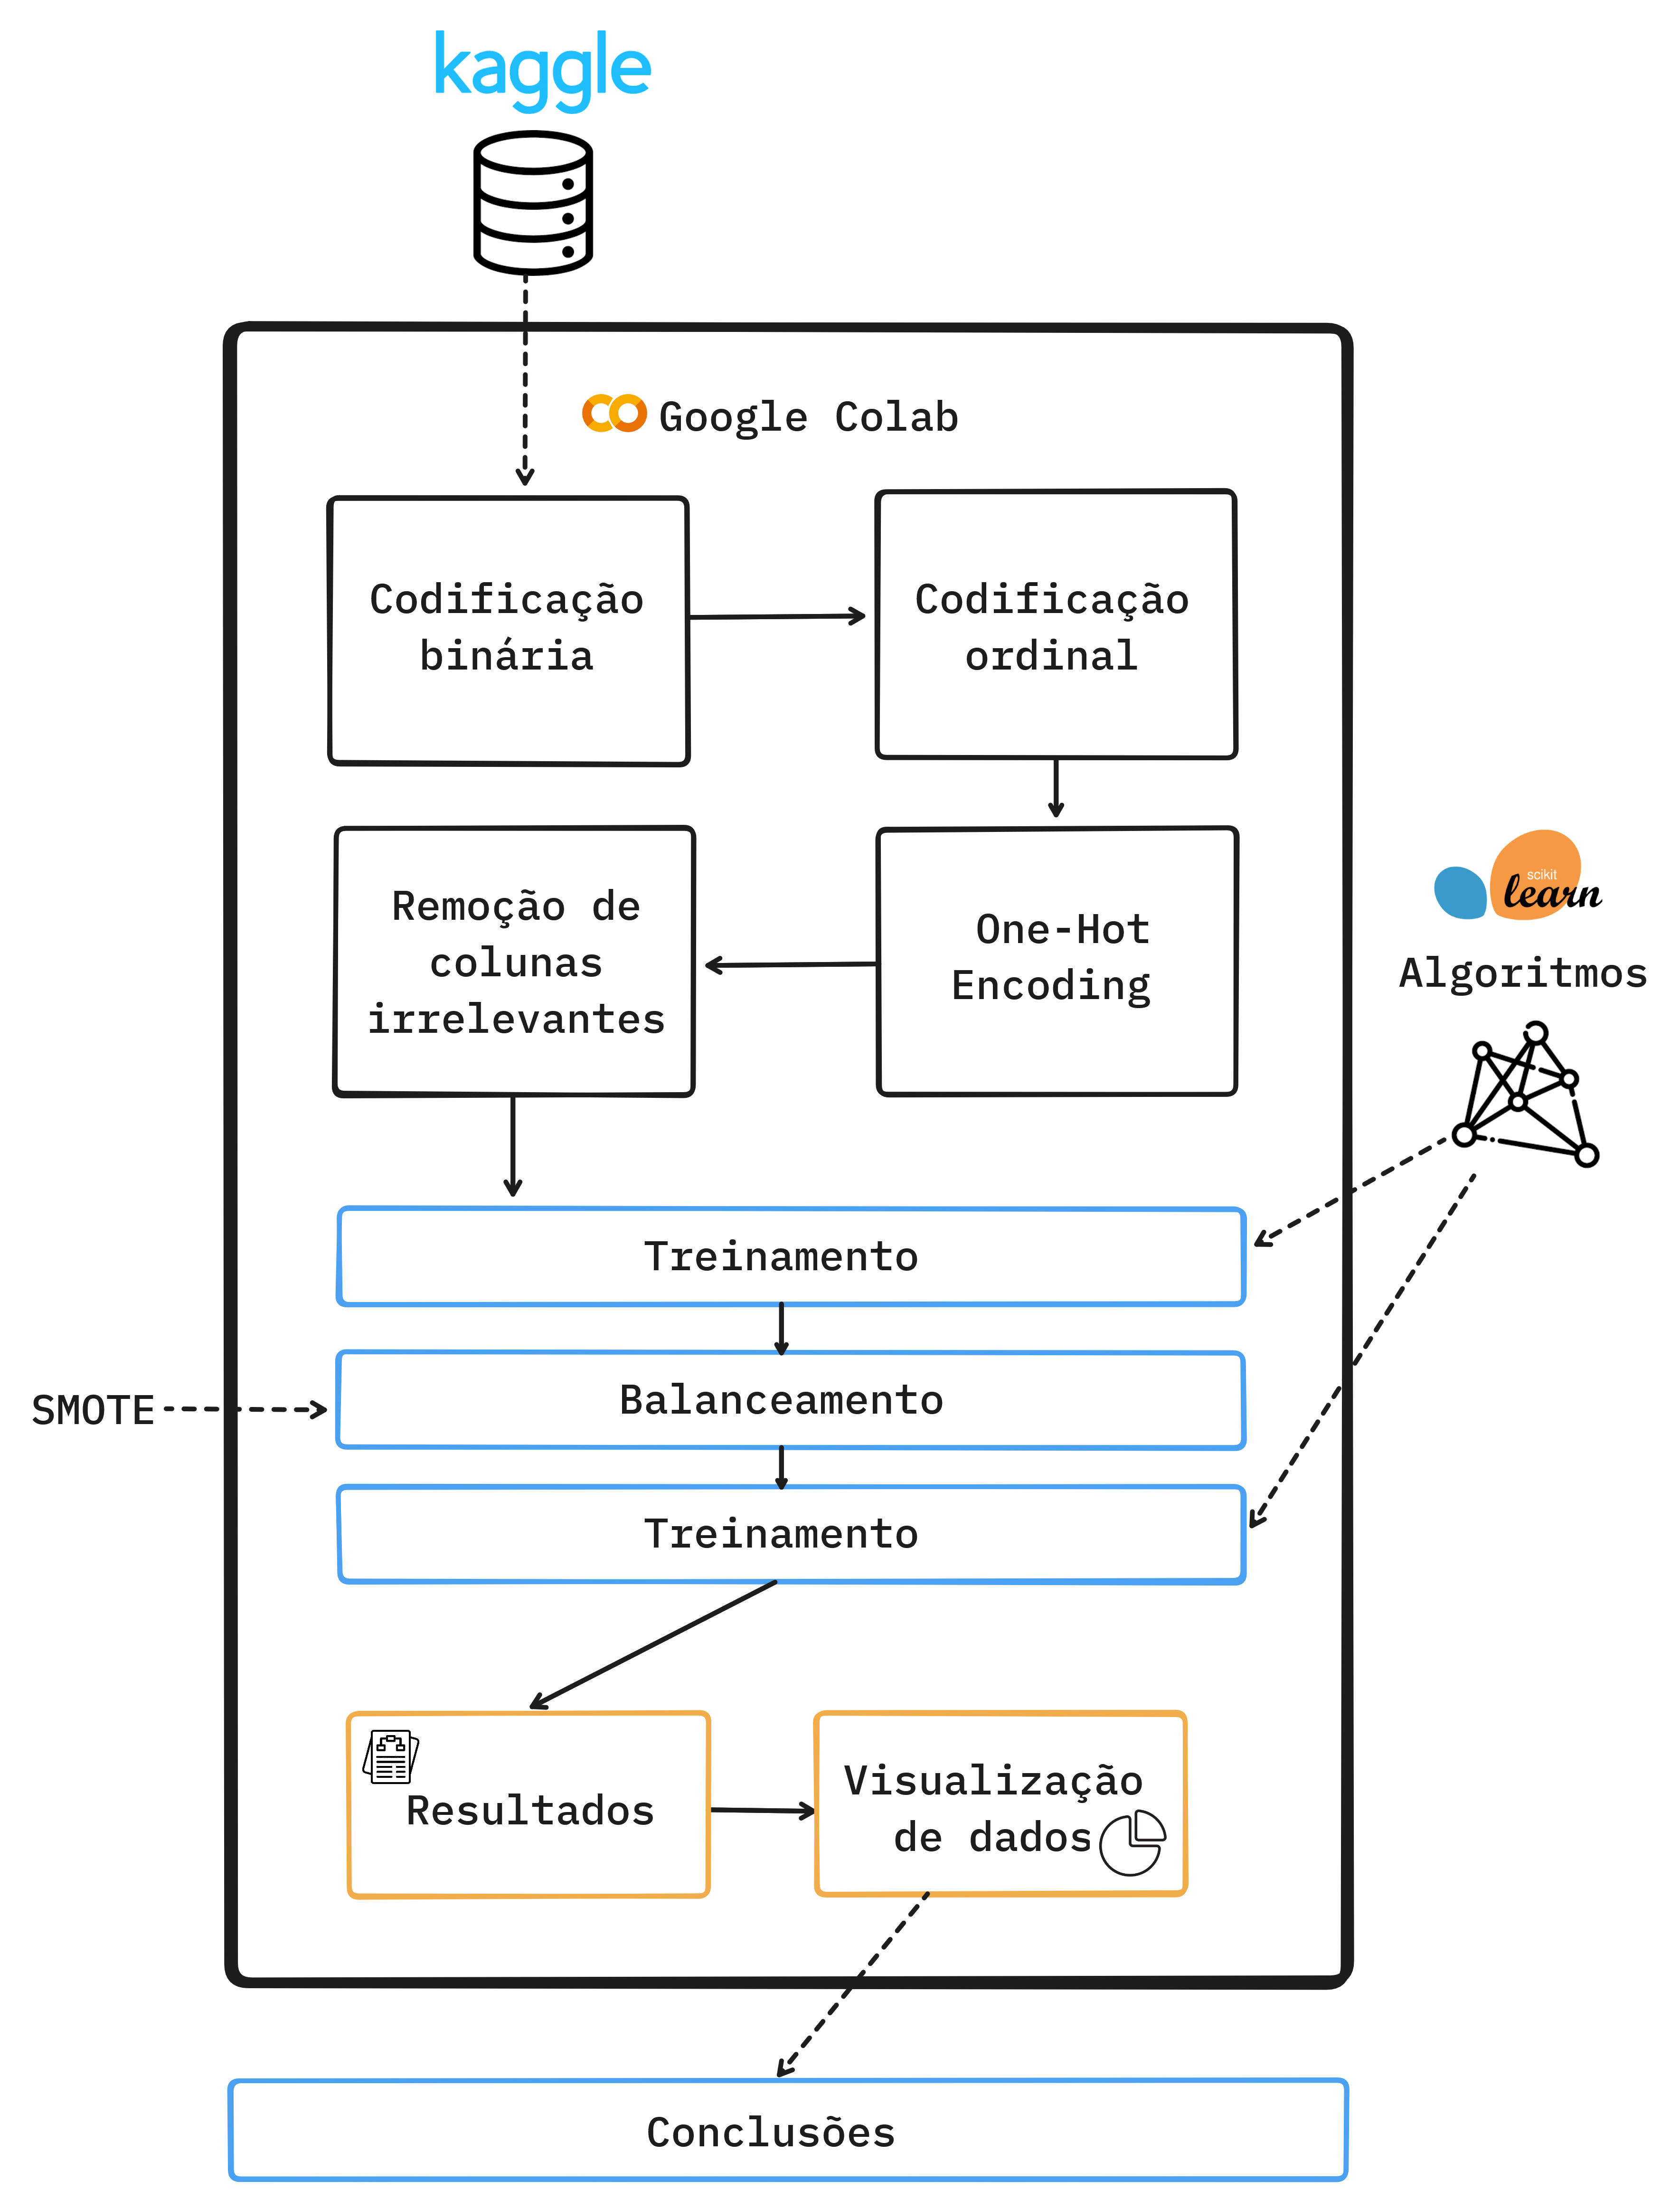 kaggle
Google Colab
Codificação
binária
Codificação
ordinal
Remoção de
colunas
irrelevantes
One-Hot
Encoding
scikit
learn
Algoritmos
Treinamento
SMOTE
Balanceamento
Treinamento
Resultados
Visualização
de dados
Conclusões